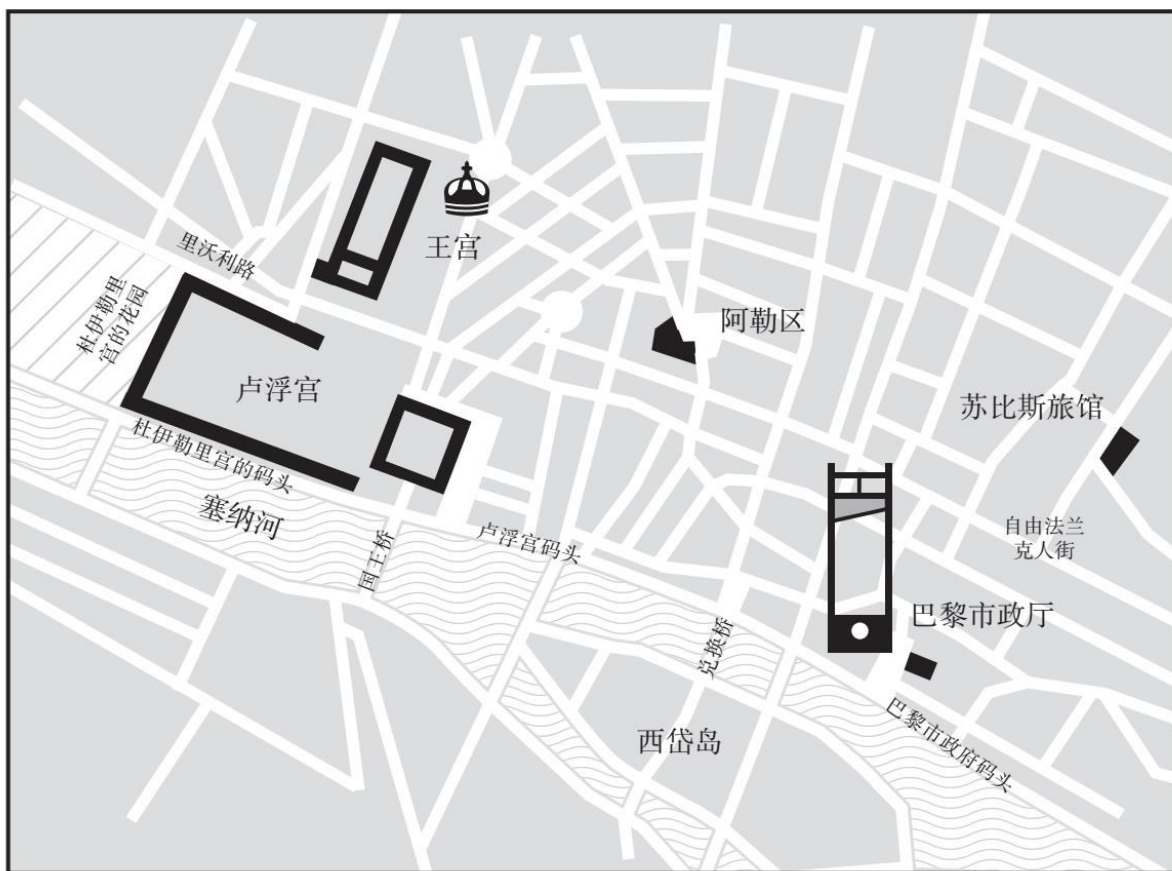 王宫
里沃利路
杜伊勒里
宫的花园
阿勒区
卢浮宫
苏比斯旅馆
杜伊勒里宫的码头
塞纳河
自由法兰
克人街
卢浮宫码头
国王桥
巴黎市政厅
兑换桥
西岱岛
巴黎市政府码头